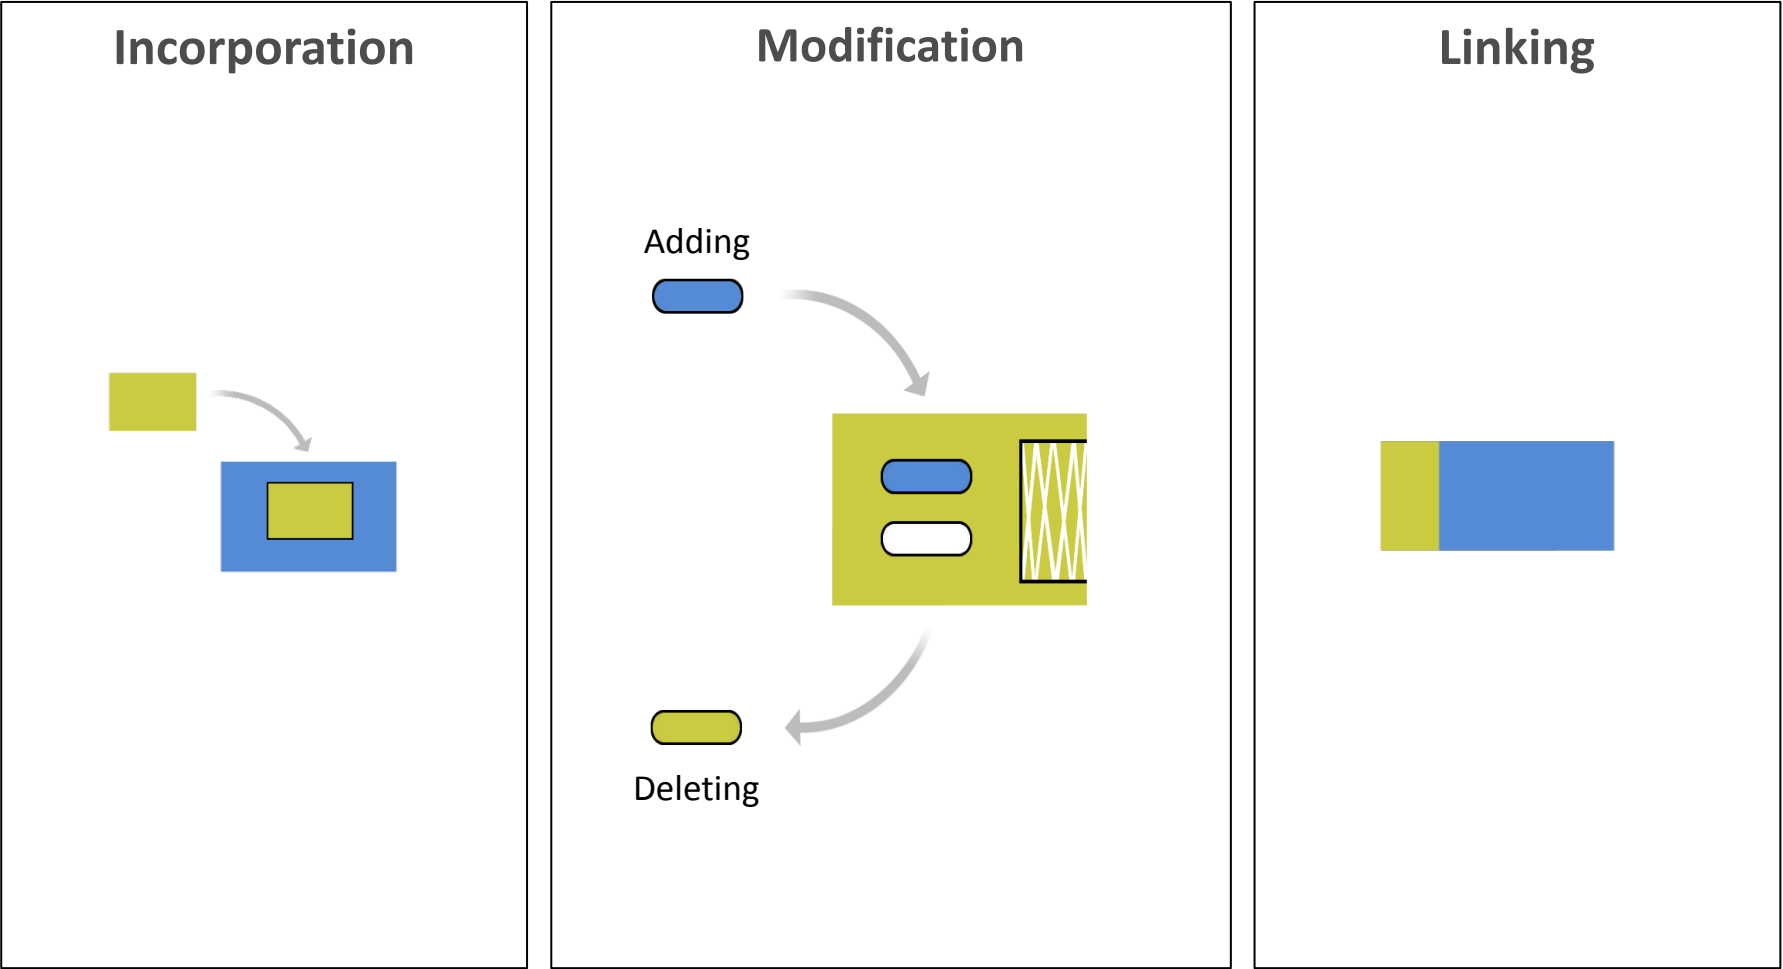 Incorporation
Modification
Linking
Adding
Deleting